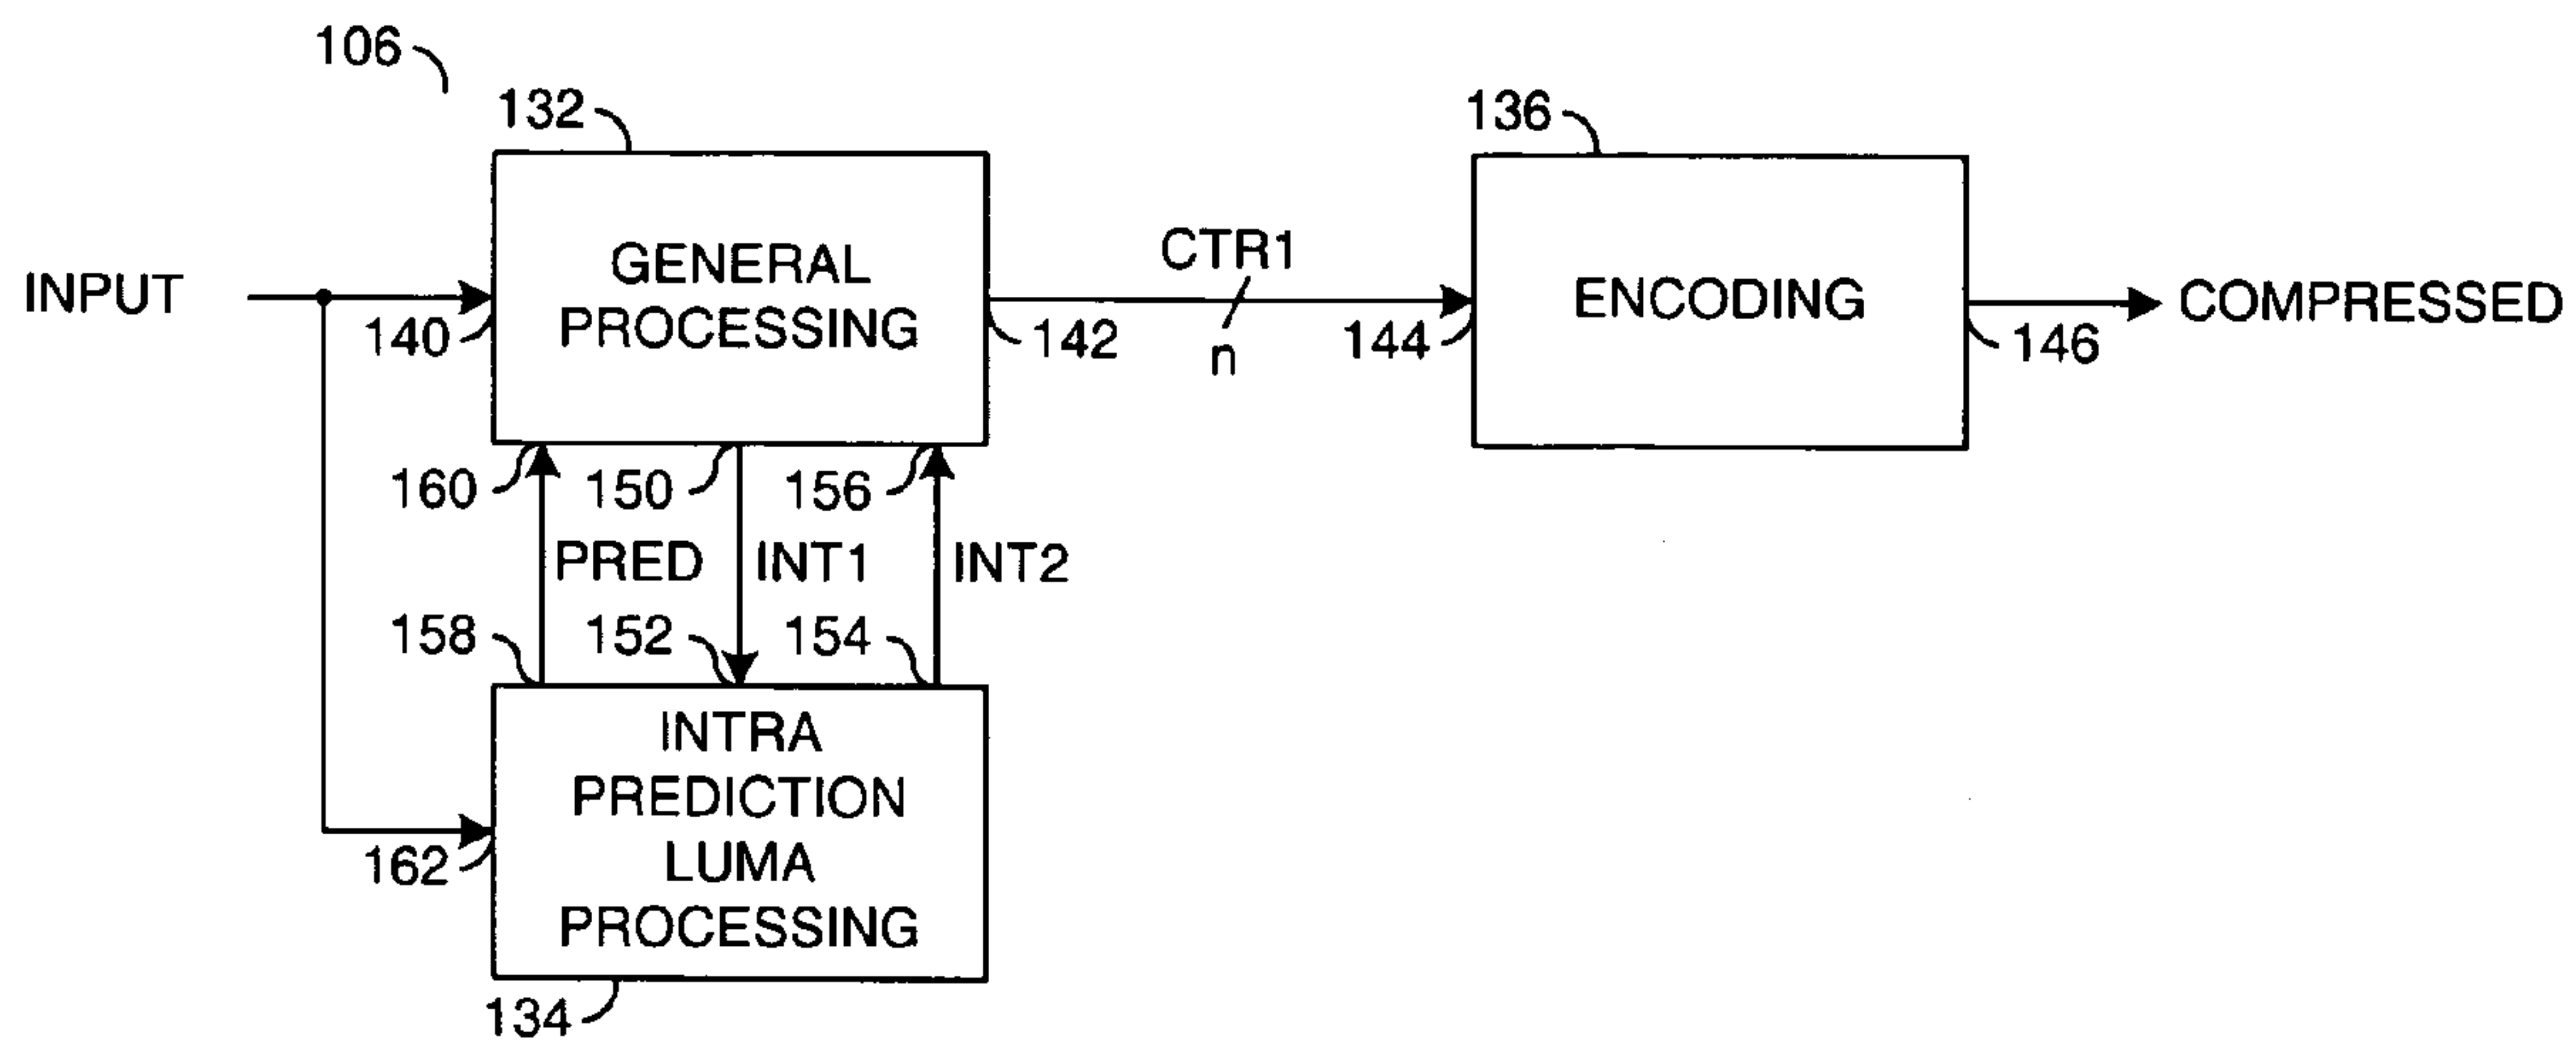 106
132
136
INPUT
GENERAL
PROCESSING
CTR1
n
ENCODING
COMPRESSED
140
142
144
146
160
150
156
PRED
INT1
INT2
158
152
154
INTRA
PREDICTION
LUMA
PROCESSING
162
134